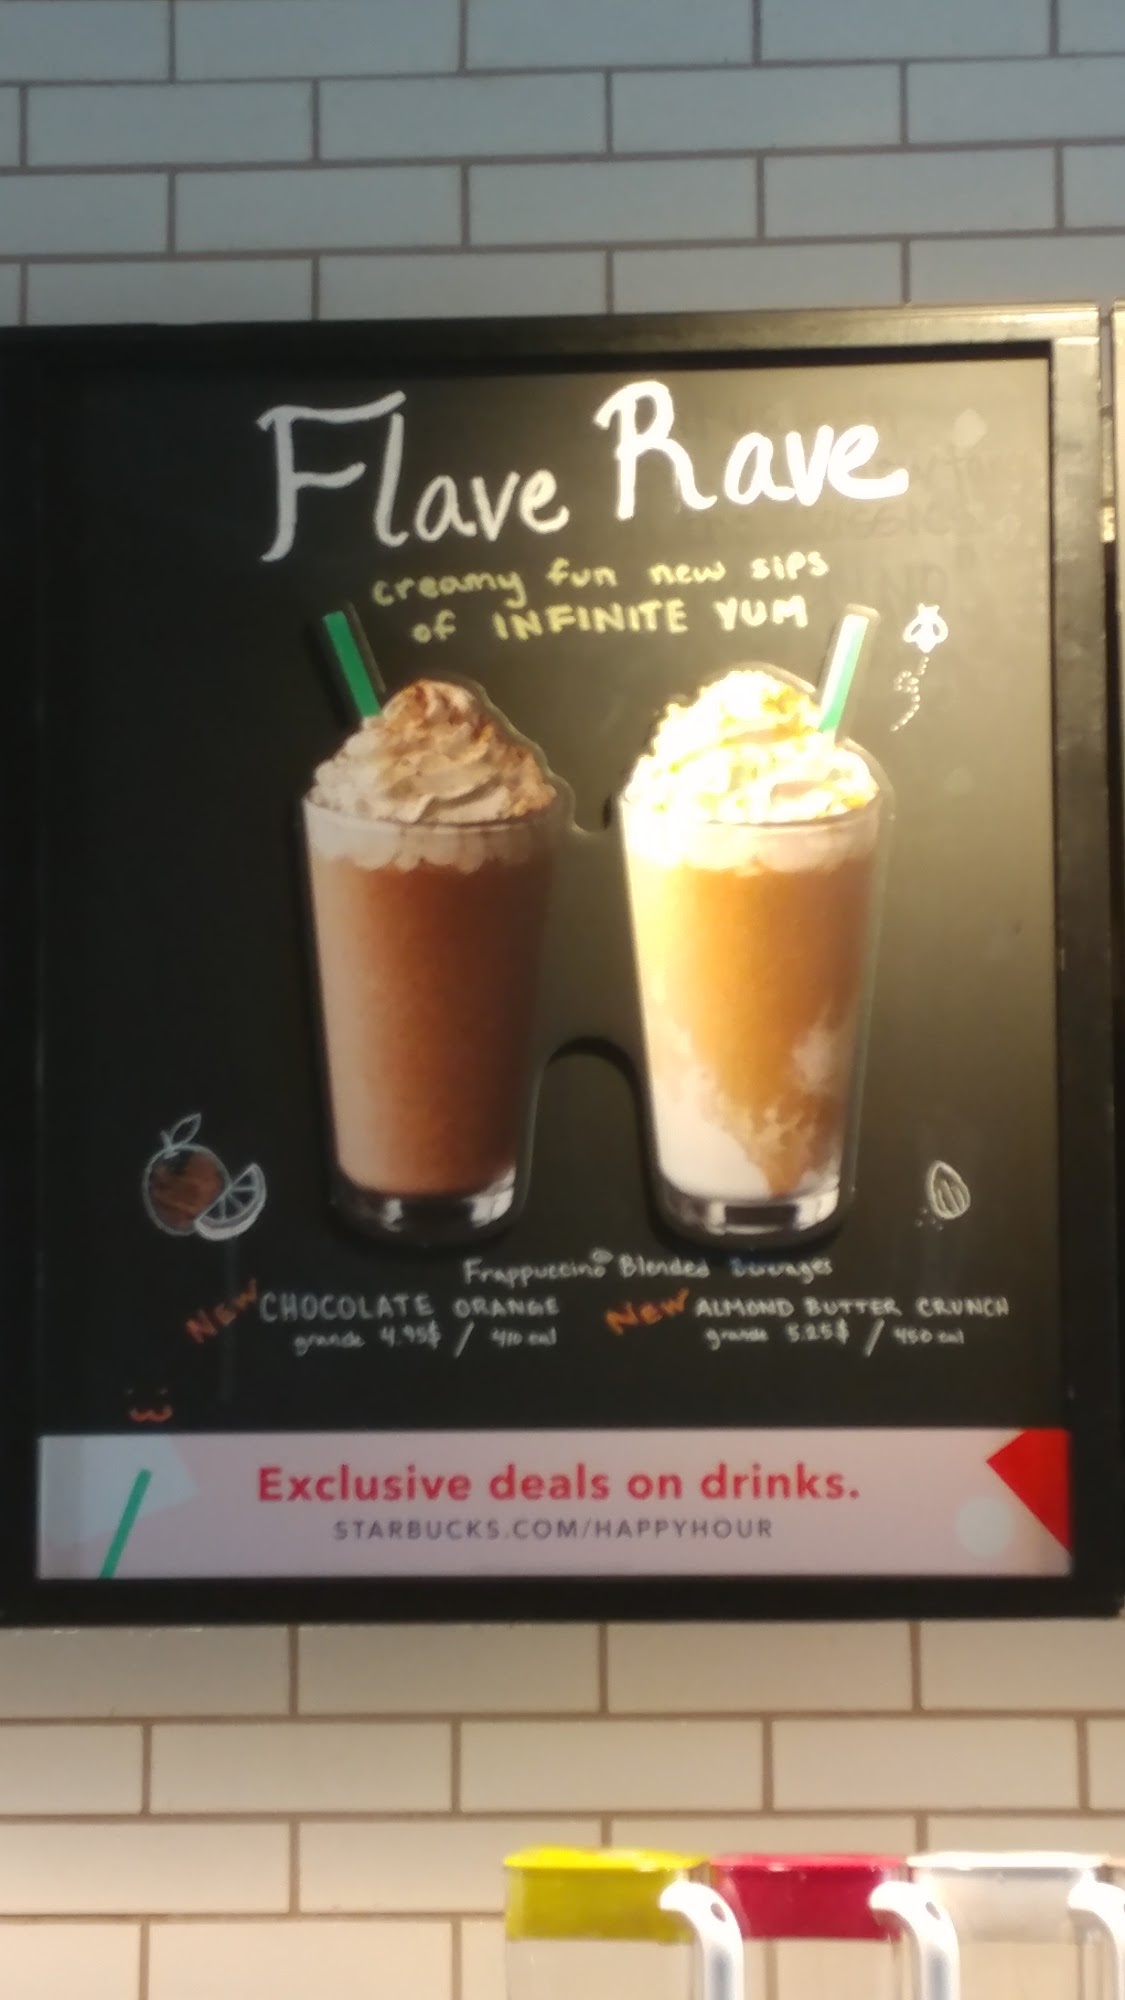 Flave Rave
creamy fun new sips
of INFINITE YUM
Frappuccino® Blended Beverages
NEW CHOCOLATE ORANGE
grande 4.95$ / 410 cal
NEW ALMOND BUTTER CRUNCH
grande 5.25$ / 450 cal
Exclusive deals on drinks.
STARBUCKS.COM/HAPPYHOUR